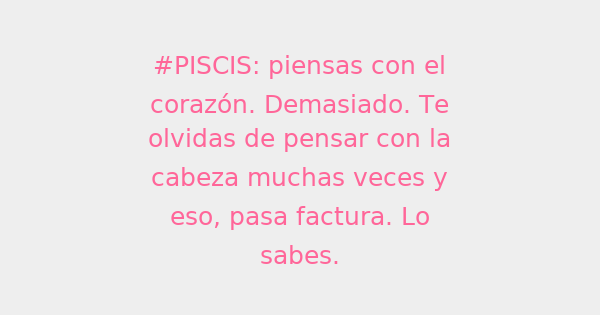 #PISCIS: piensas con el
corazón. Demasiado. Te
olvidas de pensar con la
cabeza muchas veces y
eso, pasa factura. Lo
sabes.